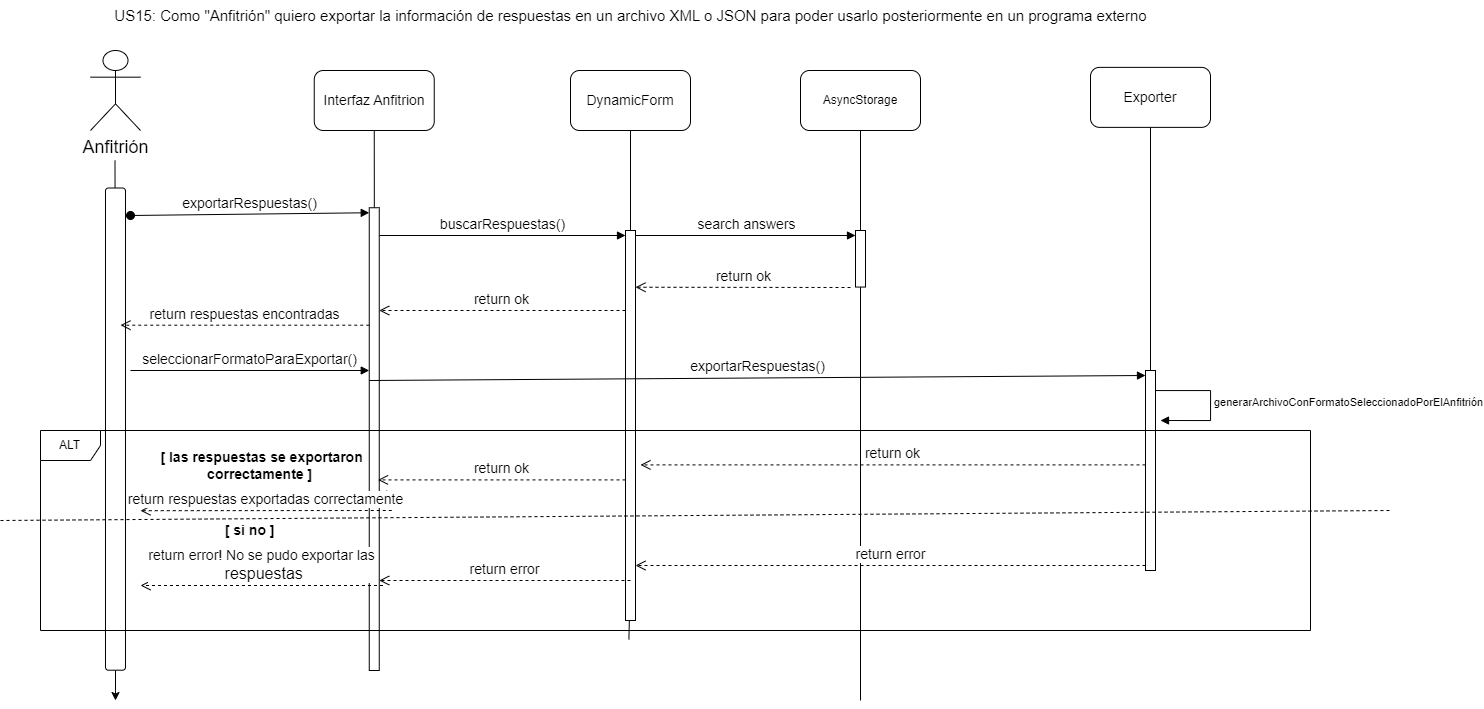 US15: Como "Anfitrión" quiero exportar la información de respuestas en un archivo XML o JSON para poder usarlo posteriormente en un programa externo
Interfaz Anfitrion
DynamicForm
AsyncStorage
Exporter
Anfitrión
exportarRespuestas()
buscarRespuestas()
search answers
return ok
return ok
return respuestas encontradas
seleccionarFormatoParaExportar()
exportarRespuestas()
generarArchivoConFormatoSeleccionadoPorElAnfitrión
ALT
[ las respuestas se exportaron
correctamente ]
return ok
return ok
return respuestas exportadas correctamente
[ si no ]
return error! No se pudo exportar las
respuestas
return error
return error